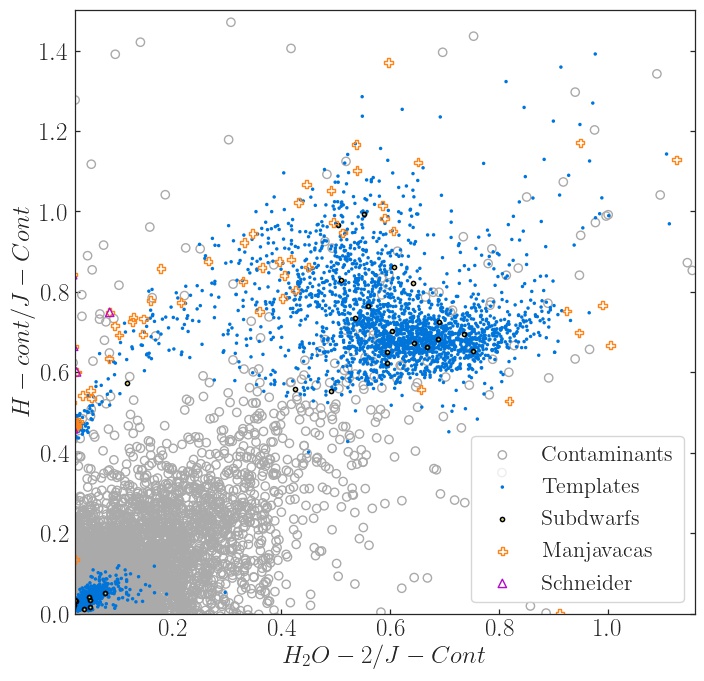 1.4
1.2
1.0
0.8
0.6
0.4
0.2
0.0
H − cont/J − Cont
Contaminants
Templates
Subdwarfs
Manjavacas
Schneider
0.2 0.4 0.6 0.8 1.0
H₂O − 2/J − Cont